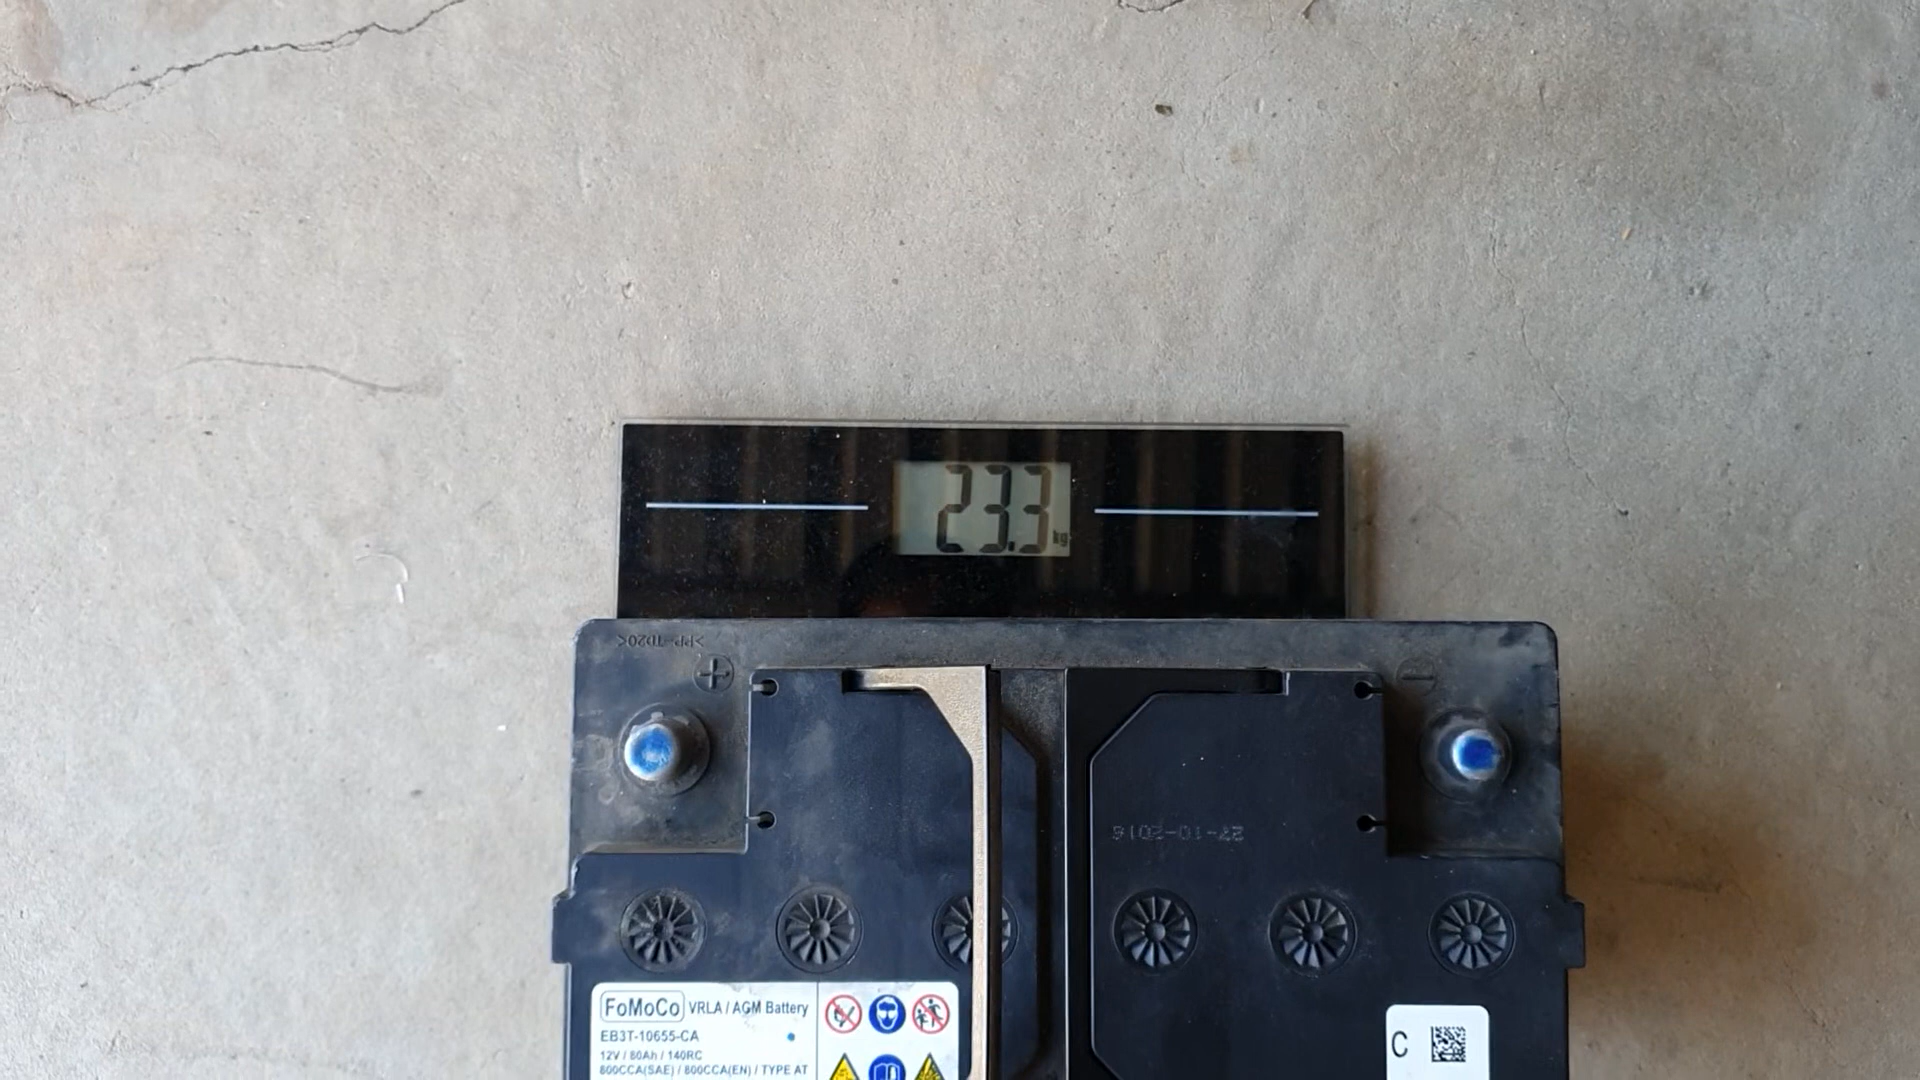 23.3 kg
>PP-TD20<
+
−
27-10-2016
FoMoCo VRLA / AGM Battery
EB3T-10655-CA
12V / 80Ah / 140RC
800CCA(SAE) / 800CCA(EN) / TYPE AT
C